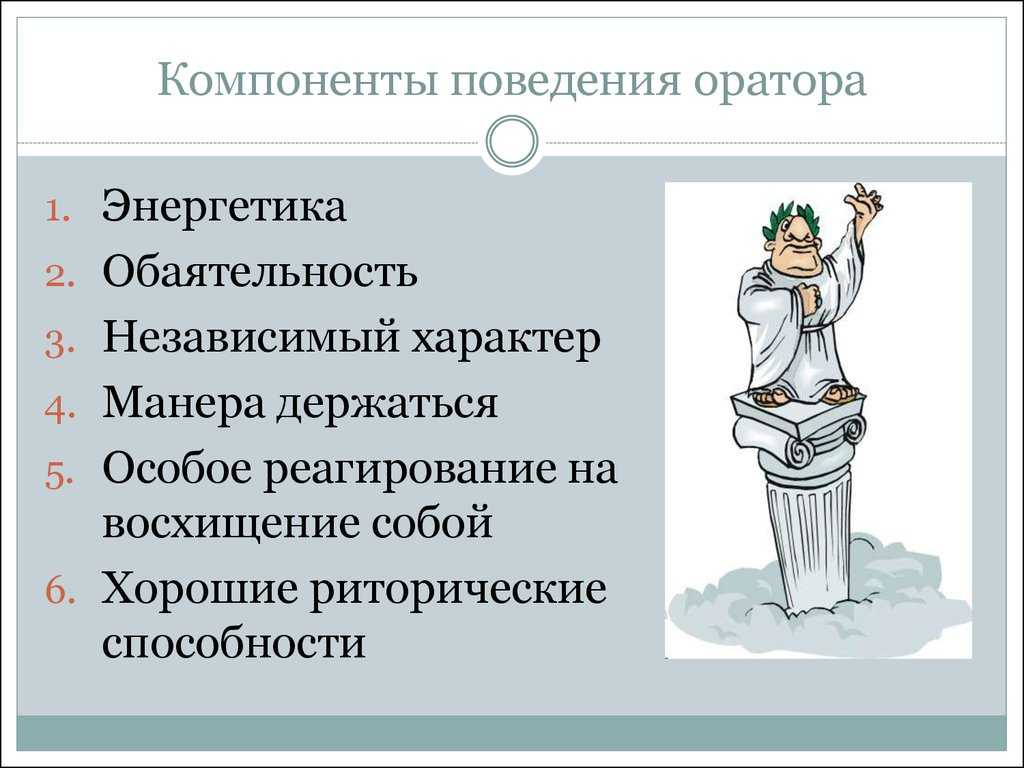 Компоненты поведения оратора
1. Энергетика
2. Обаятельность
3. Независимый характер
4. Манера держаться
5. Особое реагирование на
восхищение собой
6. Хорошие риторические
способности